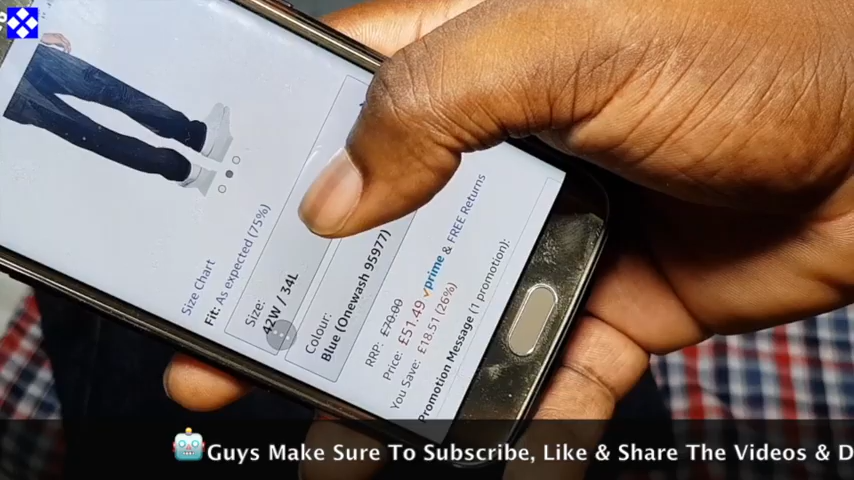 Size Chart
Fit: As expected (75%)
Size:
42W / 34L
Colour:
Blue (Onewash 95977)
RRP: £70.00
Price: £51.49 prime & FREE Returns
You Save: £18.51 (26%)
Promotion Message (1 promotion):
Guys Make Sure To Subscribe, Like & Share The Videos & D